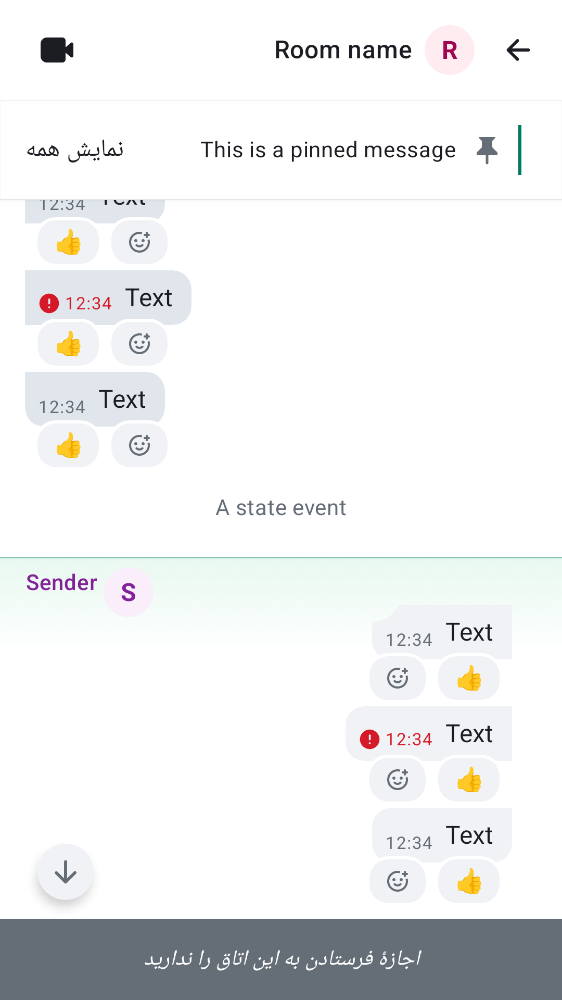 Room name
R
This is a pinned message
نمایش همه
12:34 Text
12:34 Text
12:34 Text
A state event
Sender
S
12:34 Text
12:34 Text
12:34 Text
اجازهٔ فرستادن به این اتاق را ندارید